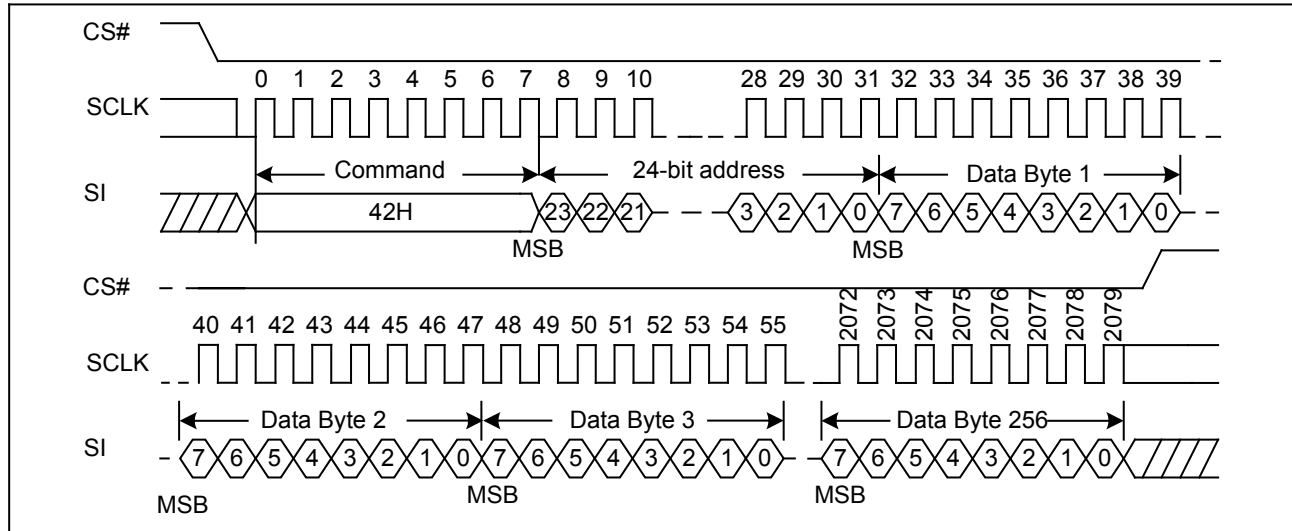 CS#
0 1 2 3 4 5 6 7 8 9 10 28 29 30 31 32 33 34 35 36 37 38 39
SCLK
Command 24-bit address Data Byte 1
SI
42H 23 22 21 3 2 1 0 7 6 5 4 3 2 1 0
MSB MSB
CS#
40 41 42 43 44 45 46 47 48 49 50 51 52 53 54 55 2072 2073 2074 2075 2076 2077 2078 2079
SCLK
Data Byte 2 Data Byte 3 Data Byte 256
SI
7 6 5 4 3 2 1 0 7 6 5 4 3 2 1 0 7 6 5 4 3 2 1 0
MSB MSB MSB